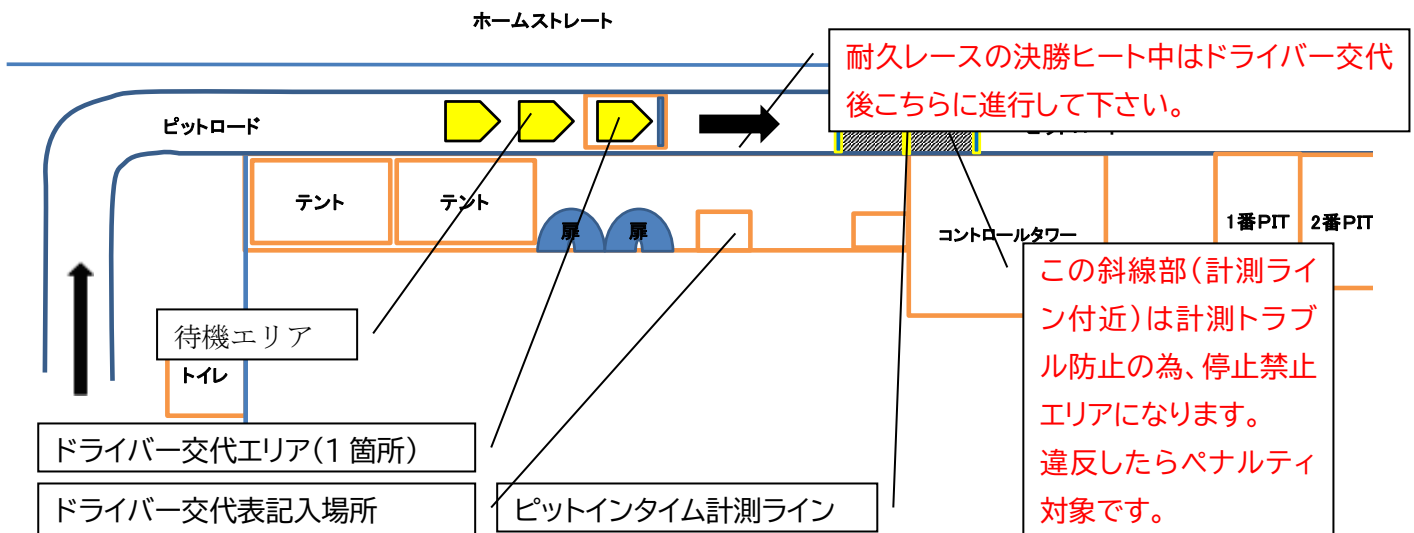 ホームストレート
耐久レースの決勝ヒート中はドライバー交代
後こちらに進行して下さい。
ピットロード
テント
テント
扉
扉
コントロールタワー
1番PIT
2番PIT
この斜線部(計測ライ
ン付近)は計測トラブ
ル防止の為、停止禁止
エリアになります。
違反したらペナルティ
対象です。
待機エリア
トイレ
ドライバー交代エリア(1箇所)
ドライバー交代表記入場所
ピットインタイム計測ライン